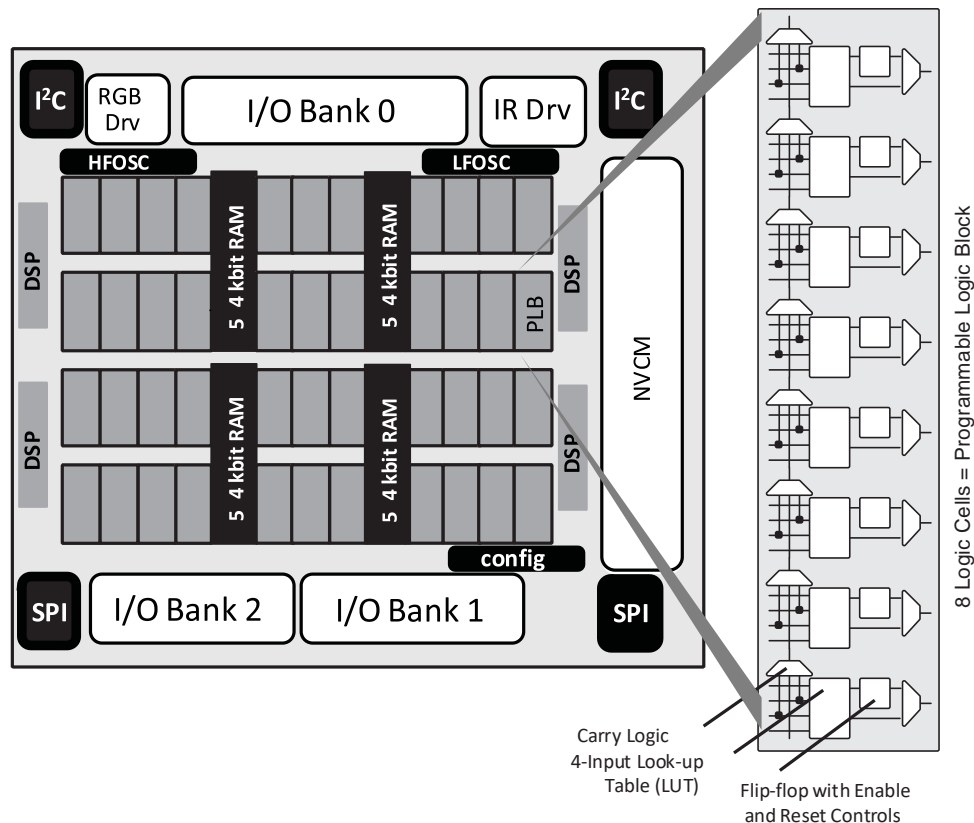 I²C
RGB
Drv
I/O Bank 0
IR Drv
I²C
HFOSC
LFOSC
DSP
5 4 kbit RAM
5 4 kbit RAM
PLB
DSP
NVCM
DSP
5 4 kbit RAM
5 4 kbit RAM
DSP
config
SPI
I/O Bank 2
I/O Bank 1
SPI
8 Logic Cells = Programmable Logic Block
Carry Logic
4-Input Look-up
Table (LUT)
Flip-flop with Enable
and Reset Controls